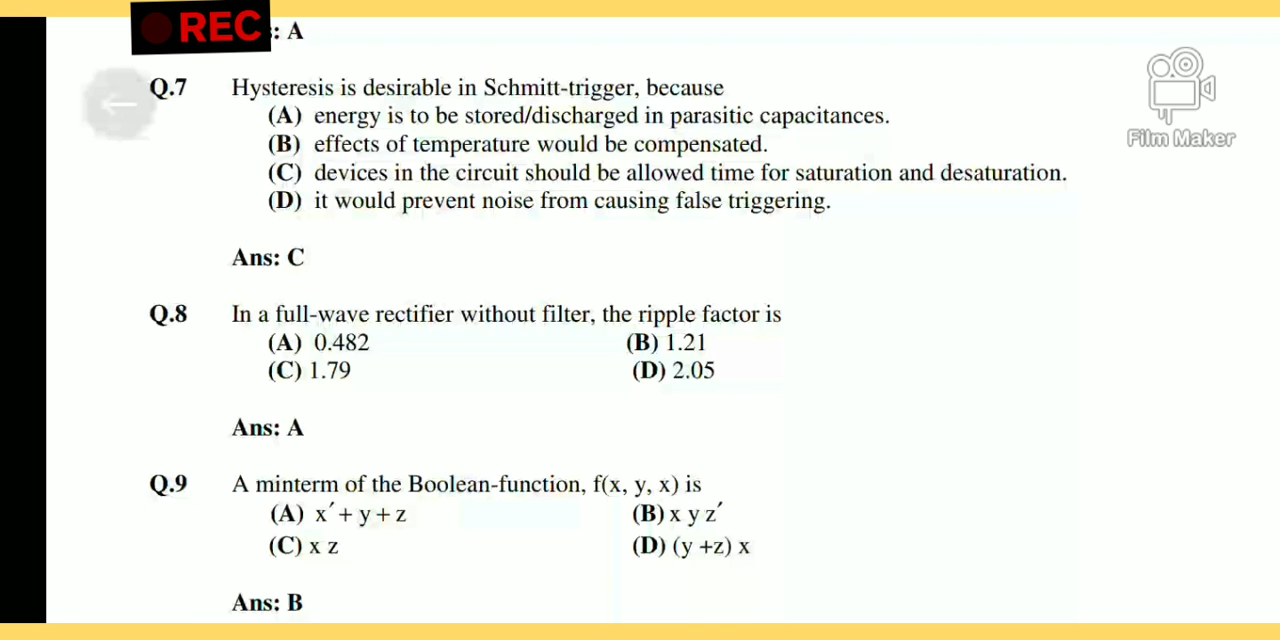 REC : A
Q.7 Hysteresis is desirable in Schmitt-trigger, because
(A) energy is to be stored/discharged in parasitic capacitances.
(B) effects of temperature would be compensated.
(C) devices in the circuit should be allowed time for saturation and desaturation.
(D) it would prevent noise from causing false triggering.
Film Maker
Ans: C
Q.8 In a full-wave rectifier without filter, the ripple factor is
(A) 0.482 (B) 1.21
(C) 1.79 (D) 2.05
Ans: A
Q.9 A minterm of the Boolean-function, f(x, y, x) is
(A) x′ + y + z (B) x y z′
(C) x z (D) (y +z) x
Ans: B